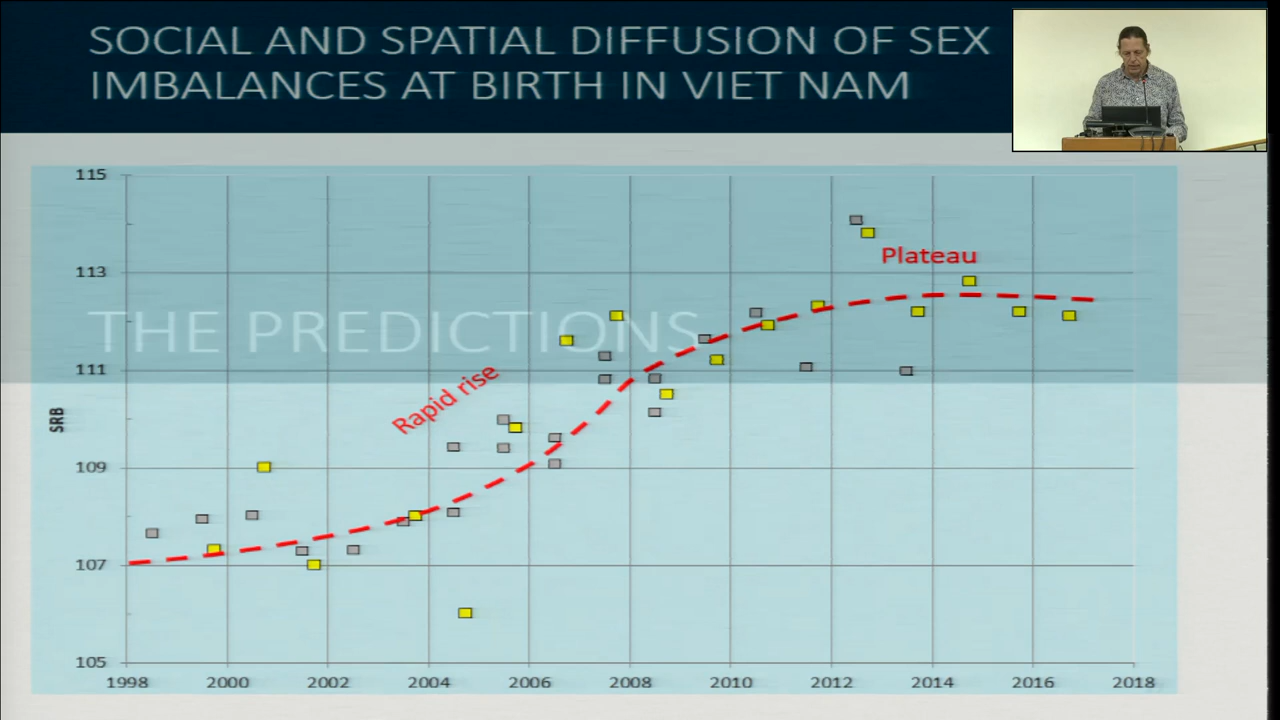 SOCIAL AND SPATIAL DIFFUSION OF SEX
IMBALANCES AT BIRTH IN VIET NAM
115
113
Plateau
THE PREDICTIONS
111
Rapid rise
SRB
109
107
105
1998 2000 2002 2004 2006 2008 2010 2012 2014 2016 2018